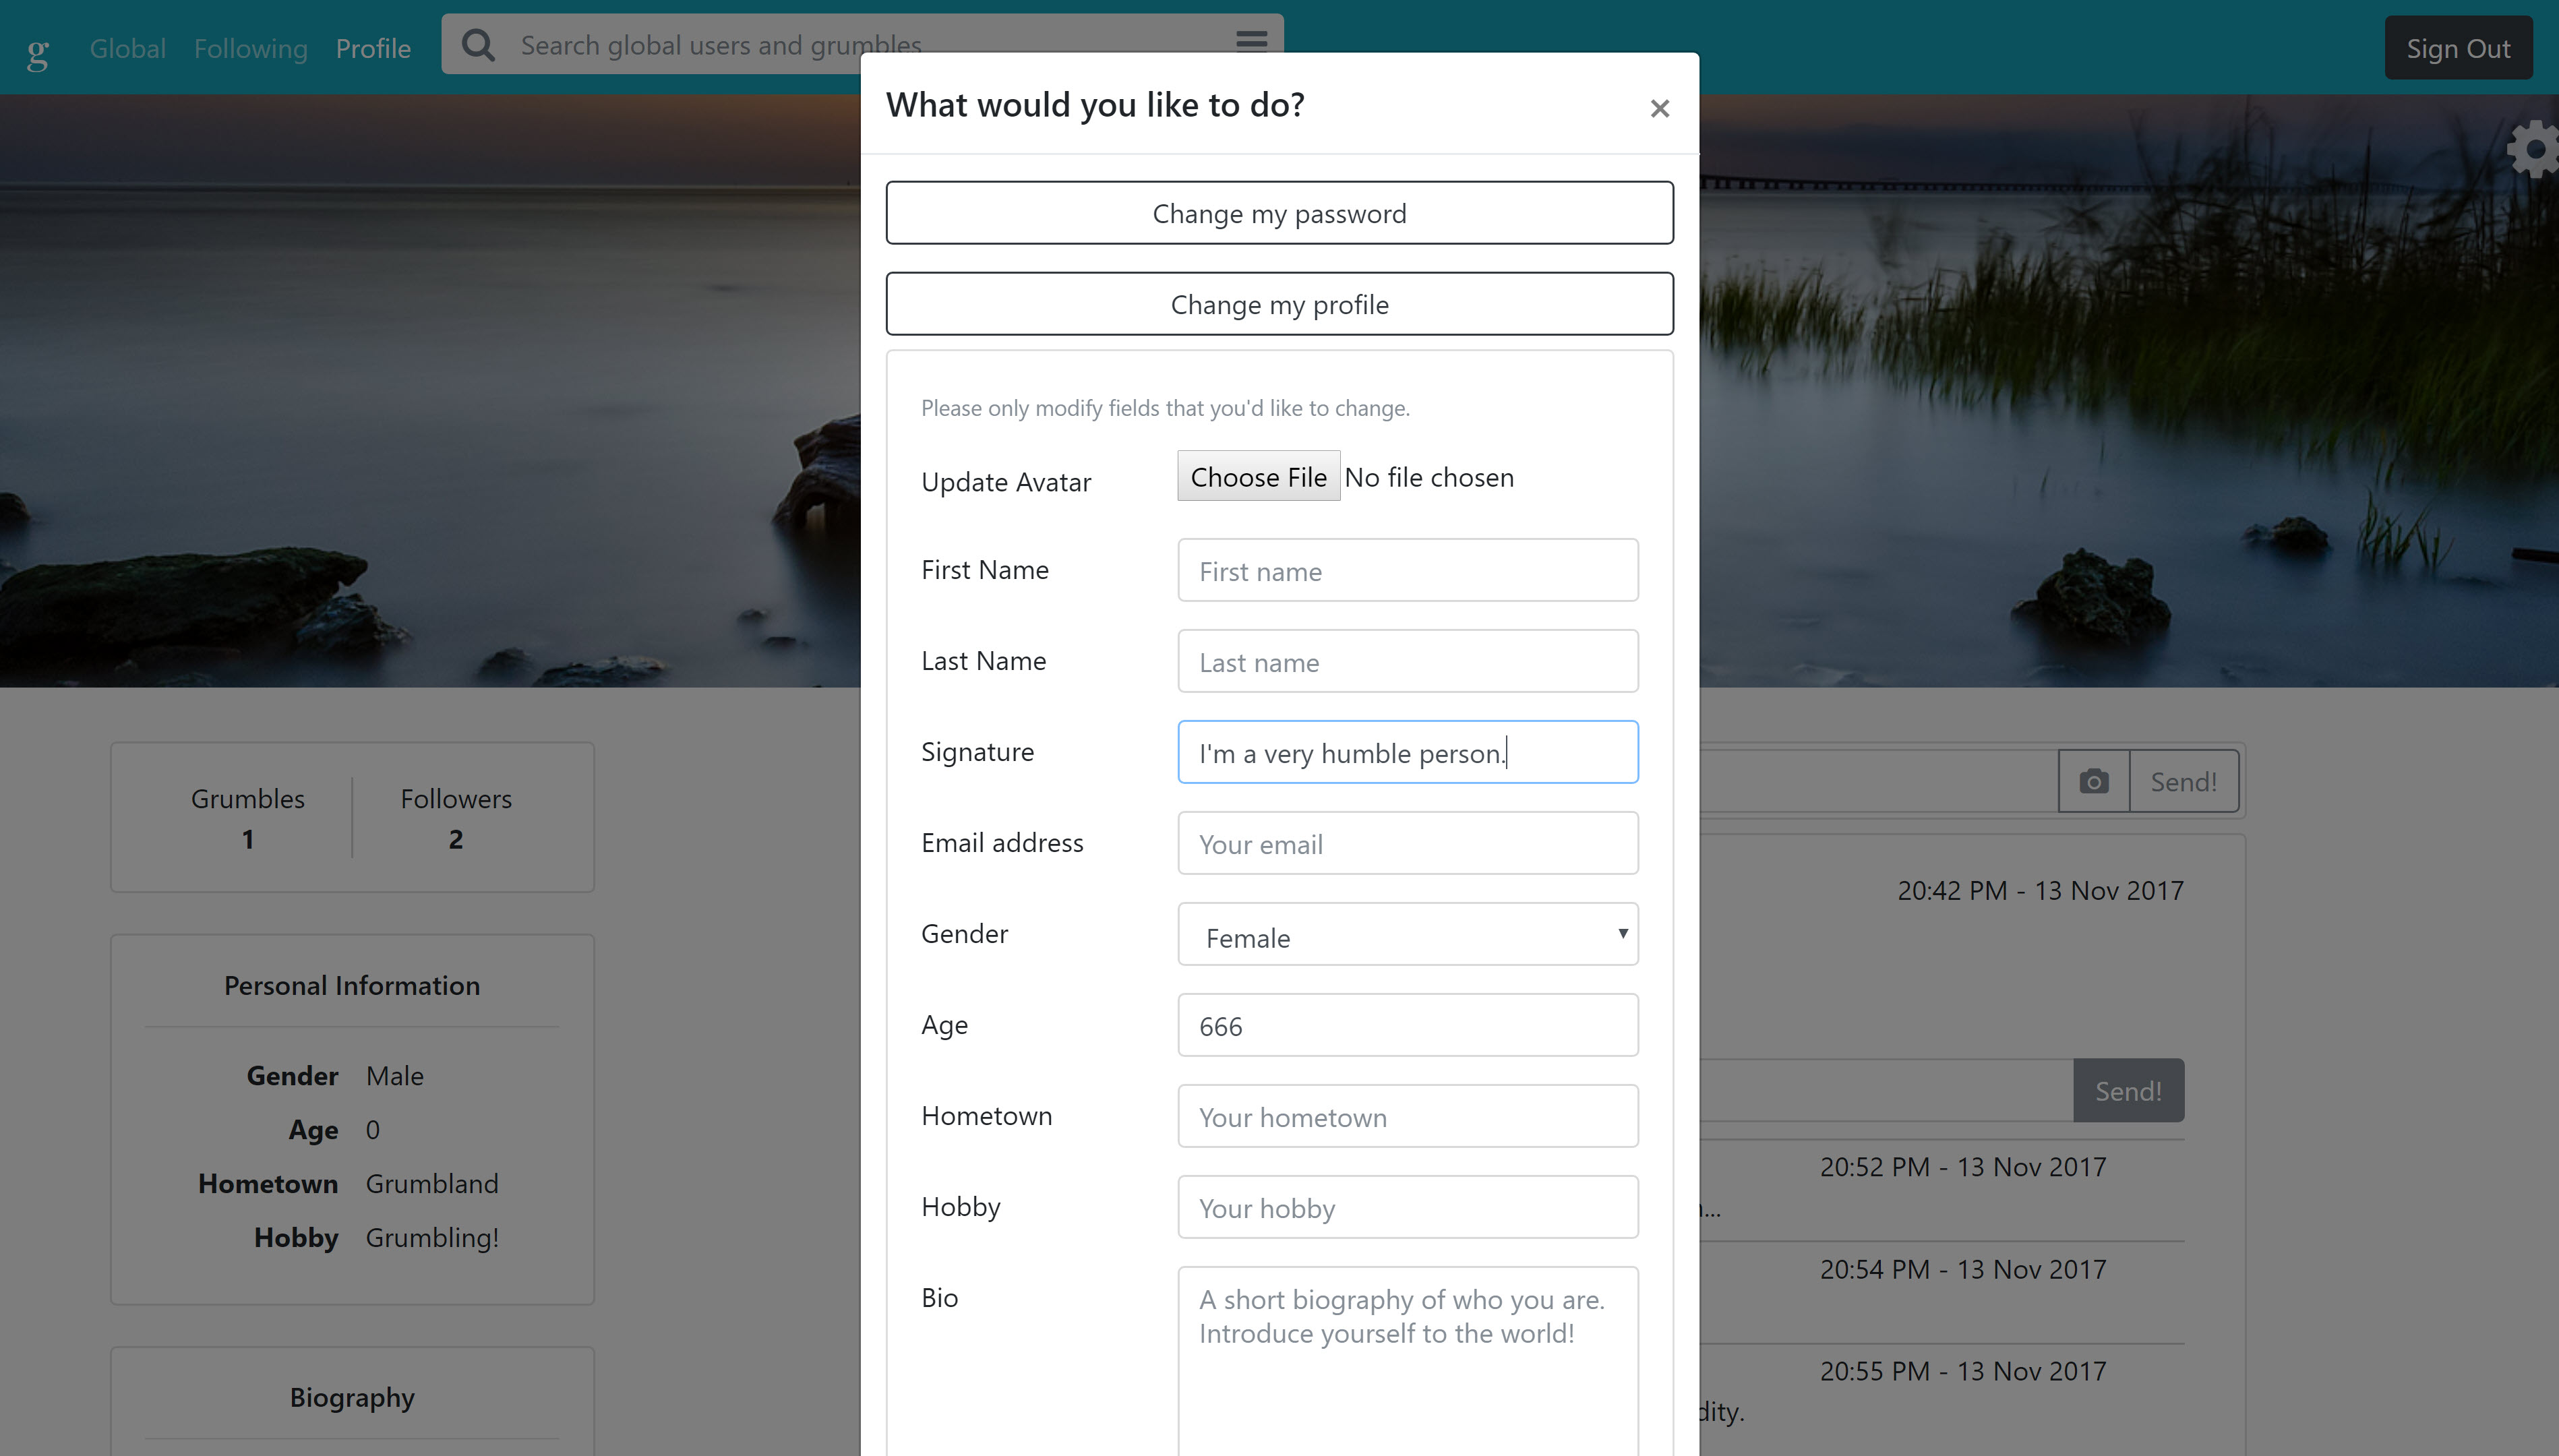 g Global Following Profile Search global users and grumbles Sign Out
What would you like to do? ×
Change my password
Change my profile
Please only modify fields that you'd like to change.
Update Avatar Choose File No file chosen
First Name First name
Last Name Last name
Signature I'm a very humble person.
Email address Your email
Gender Female
Age 666
Hometown Your hometown
Hobby Your hobby
Bio A short biography of who you are.
Introduce yourself to the world!
Grumbles Followers
1 2
Personal Information
Gender Male
Age 0
Hometown Grumbland
Hobby Grumbling!
Biography
Send!
20:42 PM - 13 Nov 2017
Send!
20:52 PM - 13 Nov 2017
20:54 PM - 13 Nov 2017
20:55 PM - 13 Nov 2017